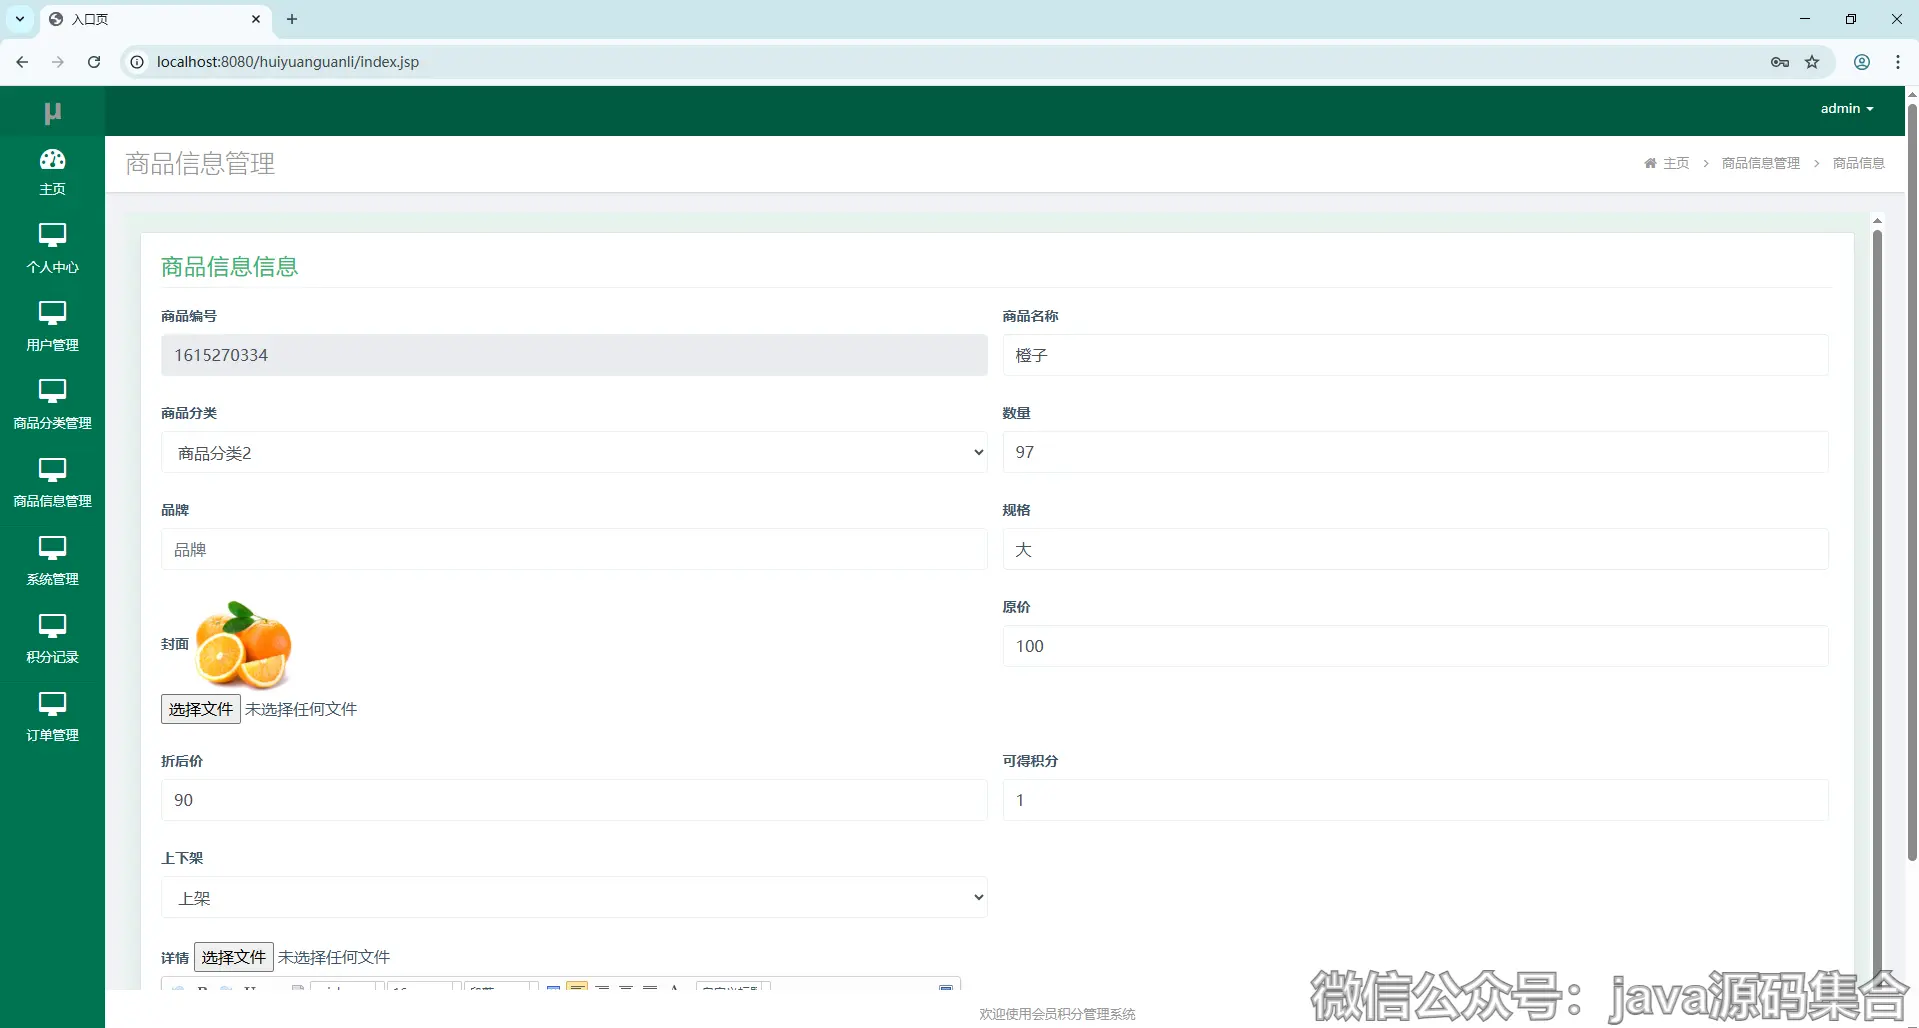 入口页
localhost:8080/huiyuanguanli/index.jsp
μ
admin
主页
个人中心
用户管理
商品分类管理
商品信息管理
系统管理
积分记录
订单管理
商品信息管理
主页 > 商品信息管理 > 商品信息
商品信息信息
商品编号
1615270334
商品名称
橙子
商品分类
商品分类2
数量
97
品牌
品牌
规格
大
封面
选择文件 未选择任何文件
原价
100
折后价
90
可得积分
1
上下架
上架
详情 选择文件 未选择任何文件
欢迎使用会员积分管理系统
微信公众号：java源码集合